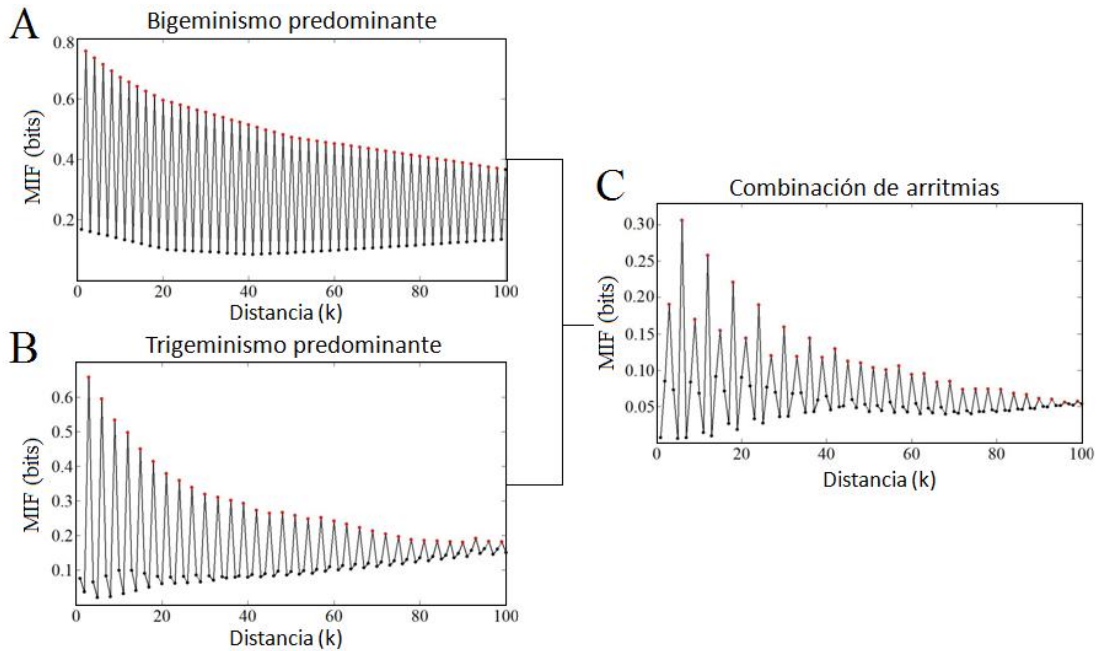 A
Bigeminismo predominante
0.8
0.6
0.4
0.2
MIF (bits)
0 20 40 60 80 100
Distancia (k)
B
Trigeminismo predominante
0.6
0.5
0.4
0.3
0.2
0.1
MIF (bits)
0 20 40 60 80 100
Distancia (k)
C
Combinación de arritmias
0.30
0.25
0.20
0.15
0.10
0.05
MIF (bits)
0 20 40 60 80 100
Distancia (k)